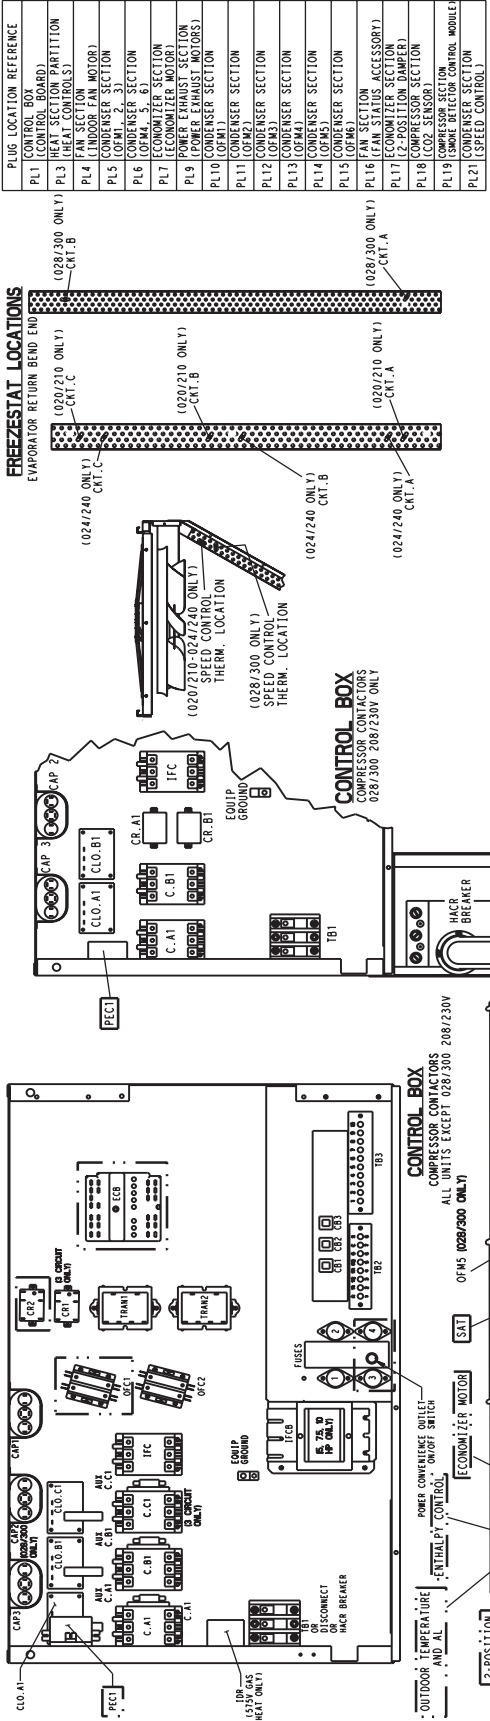 PLUG LOCATION REFERENCE
PL1 CONTROL BOX
(CONTROL BOARD)
PL3 HEAT SECTION PARTITION
(HEAT CONTROLS)
PL4 FAN SECTION
(INDOOR FAN MOTOR)
PL5 CONDENSER SECTION
(OFM1, 2, 3)
PL6 CONDENSER SECTION
(OFM4, 5, 6)
PL7 ECONOMIZER SECTION
(ECONOMIZER MOTOR)
PL9 POWER EXHAUST SECTION
(POWER EXHAUST MOTORS)
PL10 CONDENSER SECTION
(OFM1)
PL11 CONDENSER SECTION
(OFM2)
PL12 CONDENSER SECTION
(OFM3)
PL13 CONDENSER SECTION
(OFM4)
PL14 CONDENSER SECTION
(OFM5)
PL15 CONDENSER SECTION
(OFM6)
PL16 FAN SECTION
(FAN STATUS ACCESSORY)
PL17 ECONOMIZER SECTION
(2-POSITION DAMPER)
PL18 COMPRESSOR SECTION
(CO2 SENSOR)
PL19 COMPRESSOR SECTION
(SMOKE DETECTOR CONTROL MODULE)
PL21 CONDENSER SECTION
(SPEED CONTROL)
FREEZESTAT LOCATIONS
EVAPORATOR RETURN BEND END
(028/300 ONLY)
CKT.B
(028/300 ONLY)
CKT.A
(020/210 ONLY)
CKT.C
(020/210 ONLY)
CKT.B
(020/210 ONLY)
CKT.A
(024/240 ONLY)
CKT.C
(024/240 ONLY)
CKT.B
(024/240 ONLY)
CKT.A
(020/210-024/240 ONLY)
SPEED CONTROL
THERM. LOCATION
(028/300 ONLY)
SPEED CONTROL
THERM. LOCATION
CONTROL BOX
COMPRESSOR CONTACTORS
028/300 208/230V ONLY
CAP 3
CAP 2
CLO.A1
CLO.B1
PEC1
CR.A1
CR.B1
IFC
C.A1
C.B1
EQUIP
GROUND
TB1
HACR
BREAKER
CONTROL BOX
COMPRESSOR CONTACTORS
ALL UNITS EXCEPT 028/300 208/230V
CAP3
CAP2
(028/300
ONLY)
CAP1
CLO.A1
CLO.B1
CLO.C1
PEC1
CR2
CR1
(3 CIRCUIT
ONLY)
ECB
TRAN1
TRAN2
OFC1
OFC2
AUX
C.A1
AUX
C.B1
AUX
C.C1
C.A1
C.A1
C.B1
C.C1
(3 CIRCUIT
ONLY)
IFC
EQUIP
GROUND
IDR
(575V GAS
HEAT ONLY)
TB1
OR
DISCONNECT
OR
HACR BREAKER
IFCB
(5, 7.5, 10
HP ONLY)
FUSES
1
2
3
4
CB1
CB2
CB3
TB2
TB3
POWER CONVENIENCE OUTLET
ON/OFF SWITCH
OUTDOOR TEMPERATURE
AND AL
ENTHALPY CONTROL
ECONOMIZER MOTOR
SAT
OFM5 (028/300 ONLY)
2-POSITION